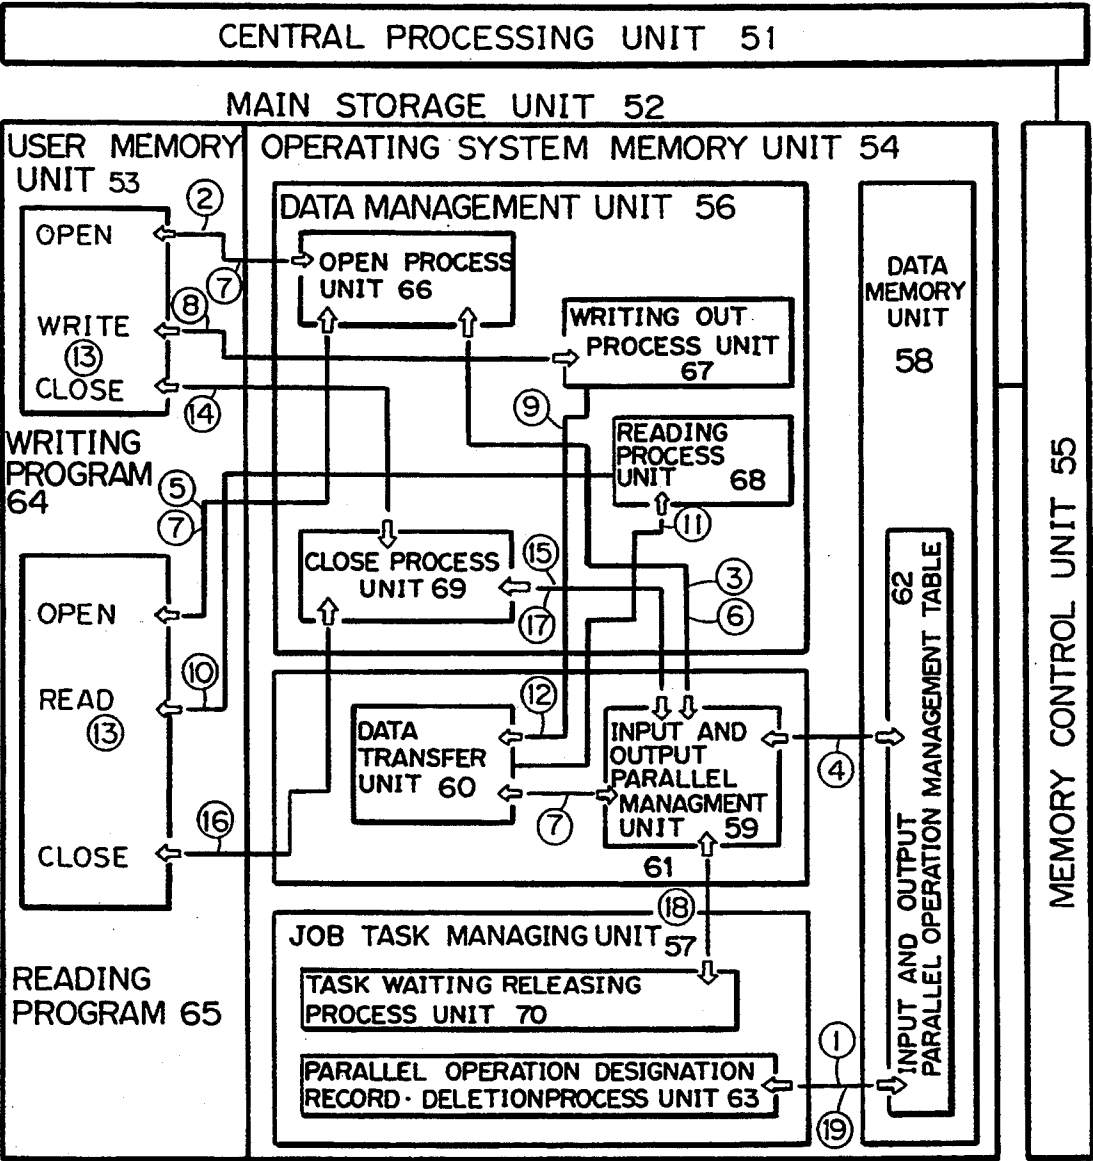 CENTRAL PROCESSING UNIT 51
MAIN STORAGE UNIT 52
USER MEMORY
UNIT 53
OPEN
WRITE
⑬
CLOSE
WRITING
PROGRAM
64
OPEN
READ
⑬
CLOSE
READING
PROGRAM 65
②
⑦
⑧
⑭
⑤
⑦
⑩
⑯
OPERATING SYSTEM MEMORY UNIT 54
DATA MANAGEMENT UNIT 56
OPEN PROCESS
UNIT 66
WRITING OUT
PROCESS UNIT
67
⑨
READING
PROCESS
UNIT 68
⑪
CLOSE PROCESS
UNIT 69
⑮
⑰
③
⑥
⑫
DATA
TRANSFER
UNIT 60
⑦
INPUT AND
OUTPUT
PARALLEL
MANAGMENT
UNIT 59
61
④
⑱
JOB TASK MANAGING UNIT
57
TASK WAITING RELEASING
PROCESS UNIT 70
PARALLEL OPERATION DESIGNATION
RECORD·DELETION PROCESS UNIT 63
①
⑲
DATA
MEMORY
UNIT
58
INPUT AND OUTPUT 62
PARALLEL OPERATION MANAGEMENT TABLE
MEMORY CONTROL UNIT 55